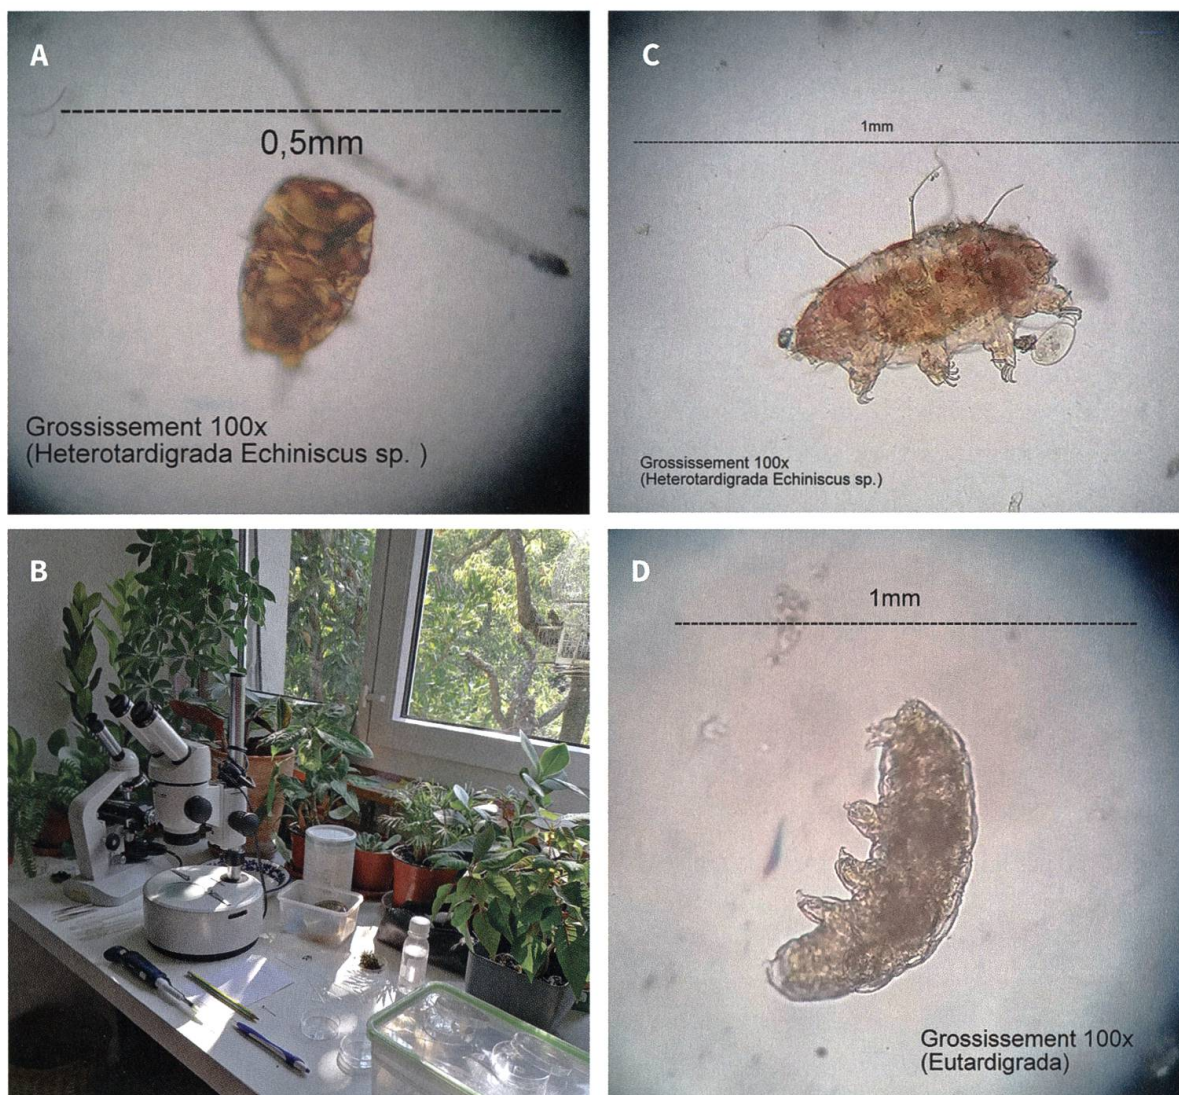 A
0,5mm
Grossissement 100x
(Heterotardigrada Echiniscus sp. )
C
1mm
Grossissement 100x
(Heterotardigrada Echiniscus sp.)
B
D
1mm
Grossissement 100x
(Eutardigrada)